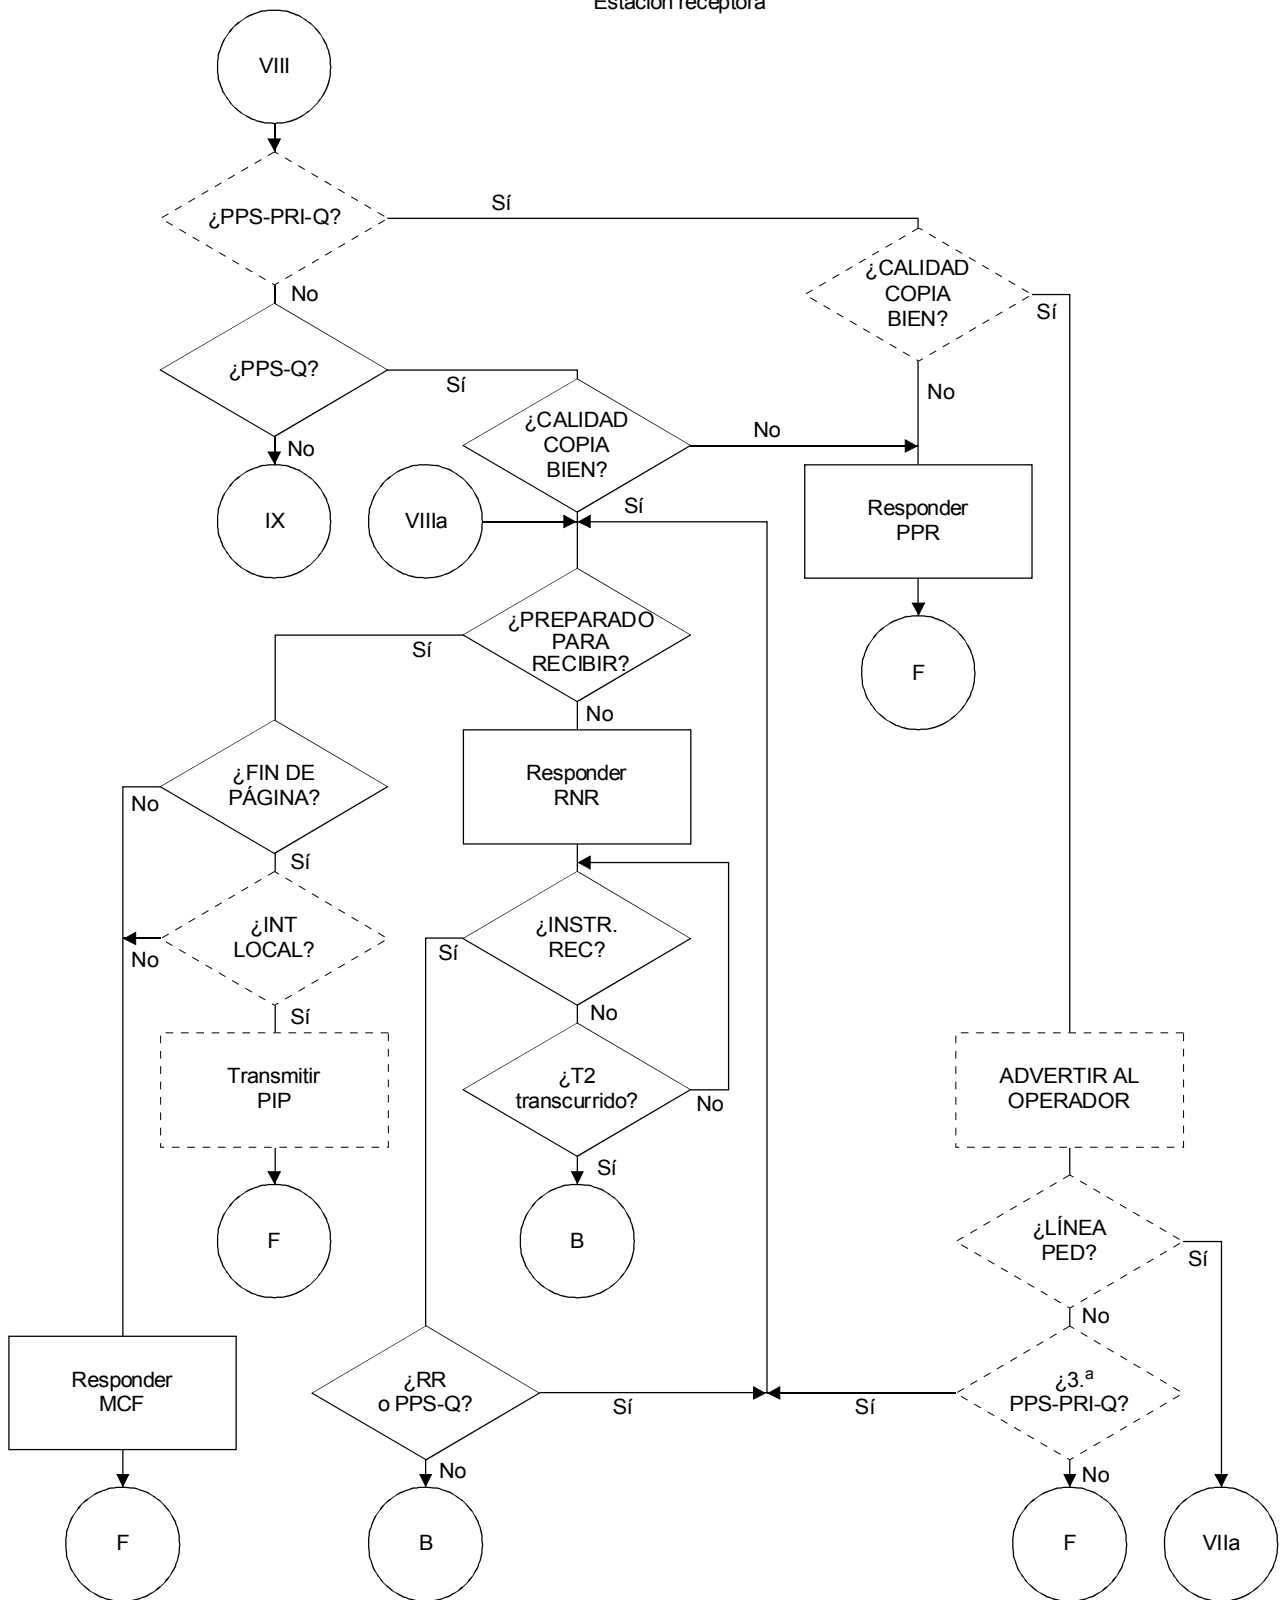 Estación receptora
VIII
¿PPS-PRI-Q?
Sí
¿CALIDAD
COPIA
BIEN?
Sí
No
No
¿PPS-Q?
Sí
No
¿CALIDAD
COPIA
BIEN?
No
Sí
IX
VIIIa
Responder
PPR
F
¿PREPARADO
PARA
RECIBIR?
Sí
No
¿FIN DE
PÁGINA?
No
Sí
Responder
RNR
¿INT
LOCAL?
No
Sí
¿INSTR.
REC?
Sí
No
Transmitir
PIP
F
¿T2
transcurrido?
No
Sí
B
ADVERTIR AL
OPERADOR
¿LÍNEA
PED?
Sí
No
Responder
MCF
F
¿RR
o PPS-Q?
Sí
No
B
¿3.ª
PPS-PRI-Q?
Sí
No
F
VIIa